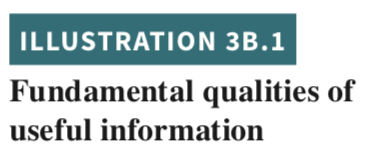 ILLUSTRATION 3B.1
Fundamental qualities of
useful information